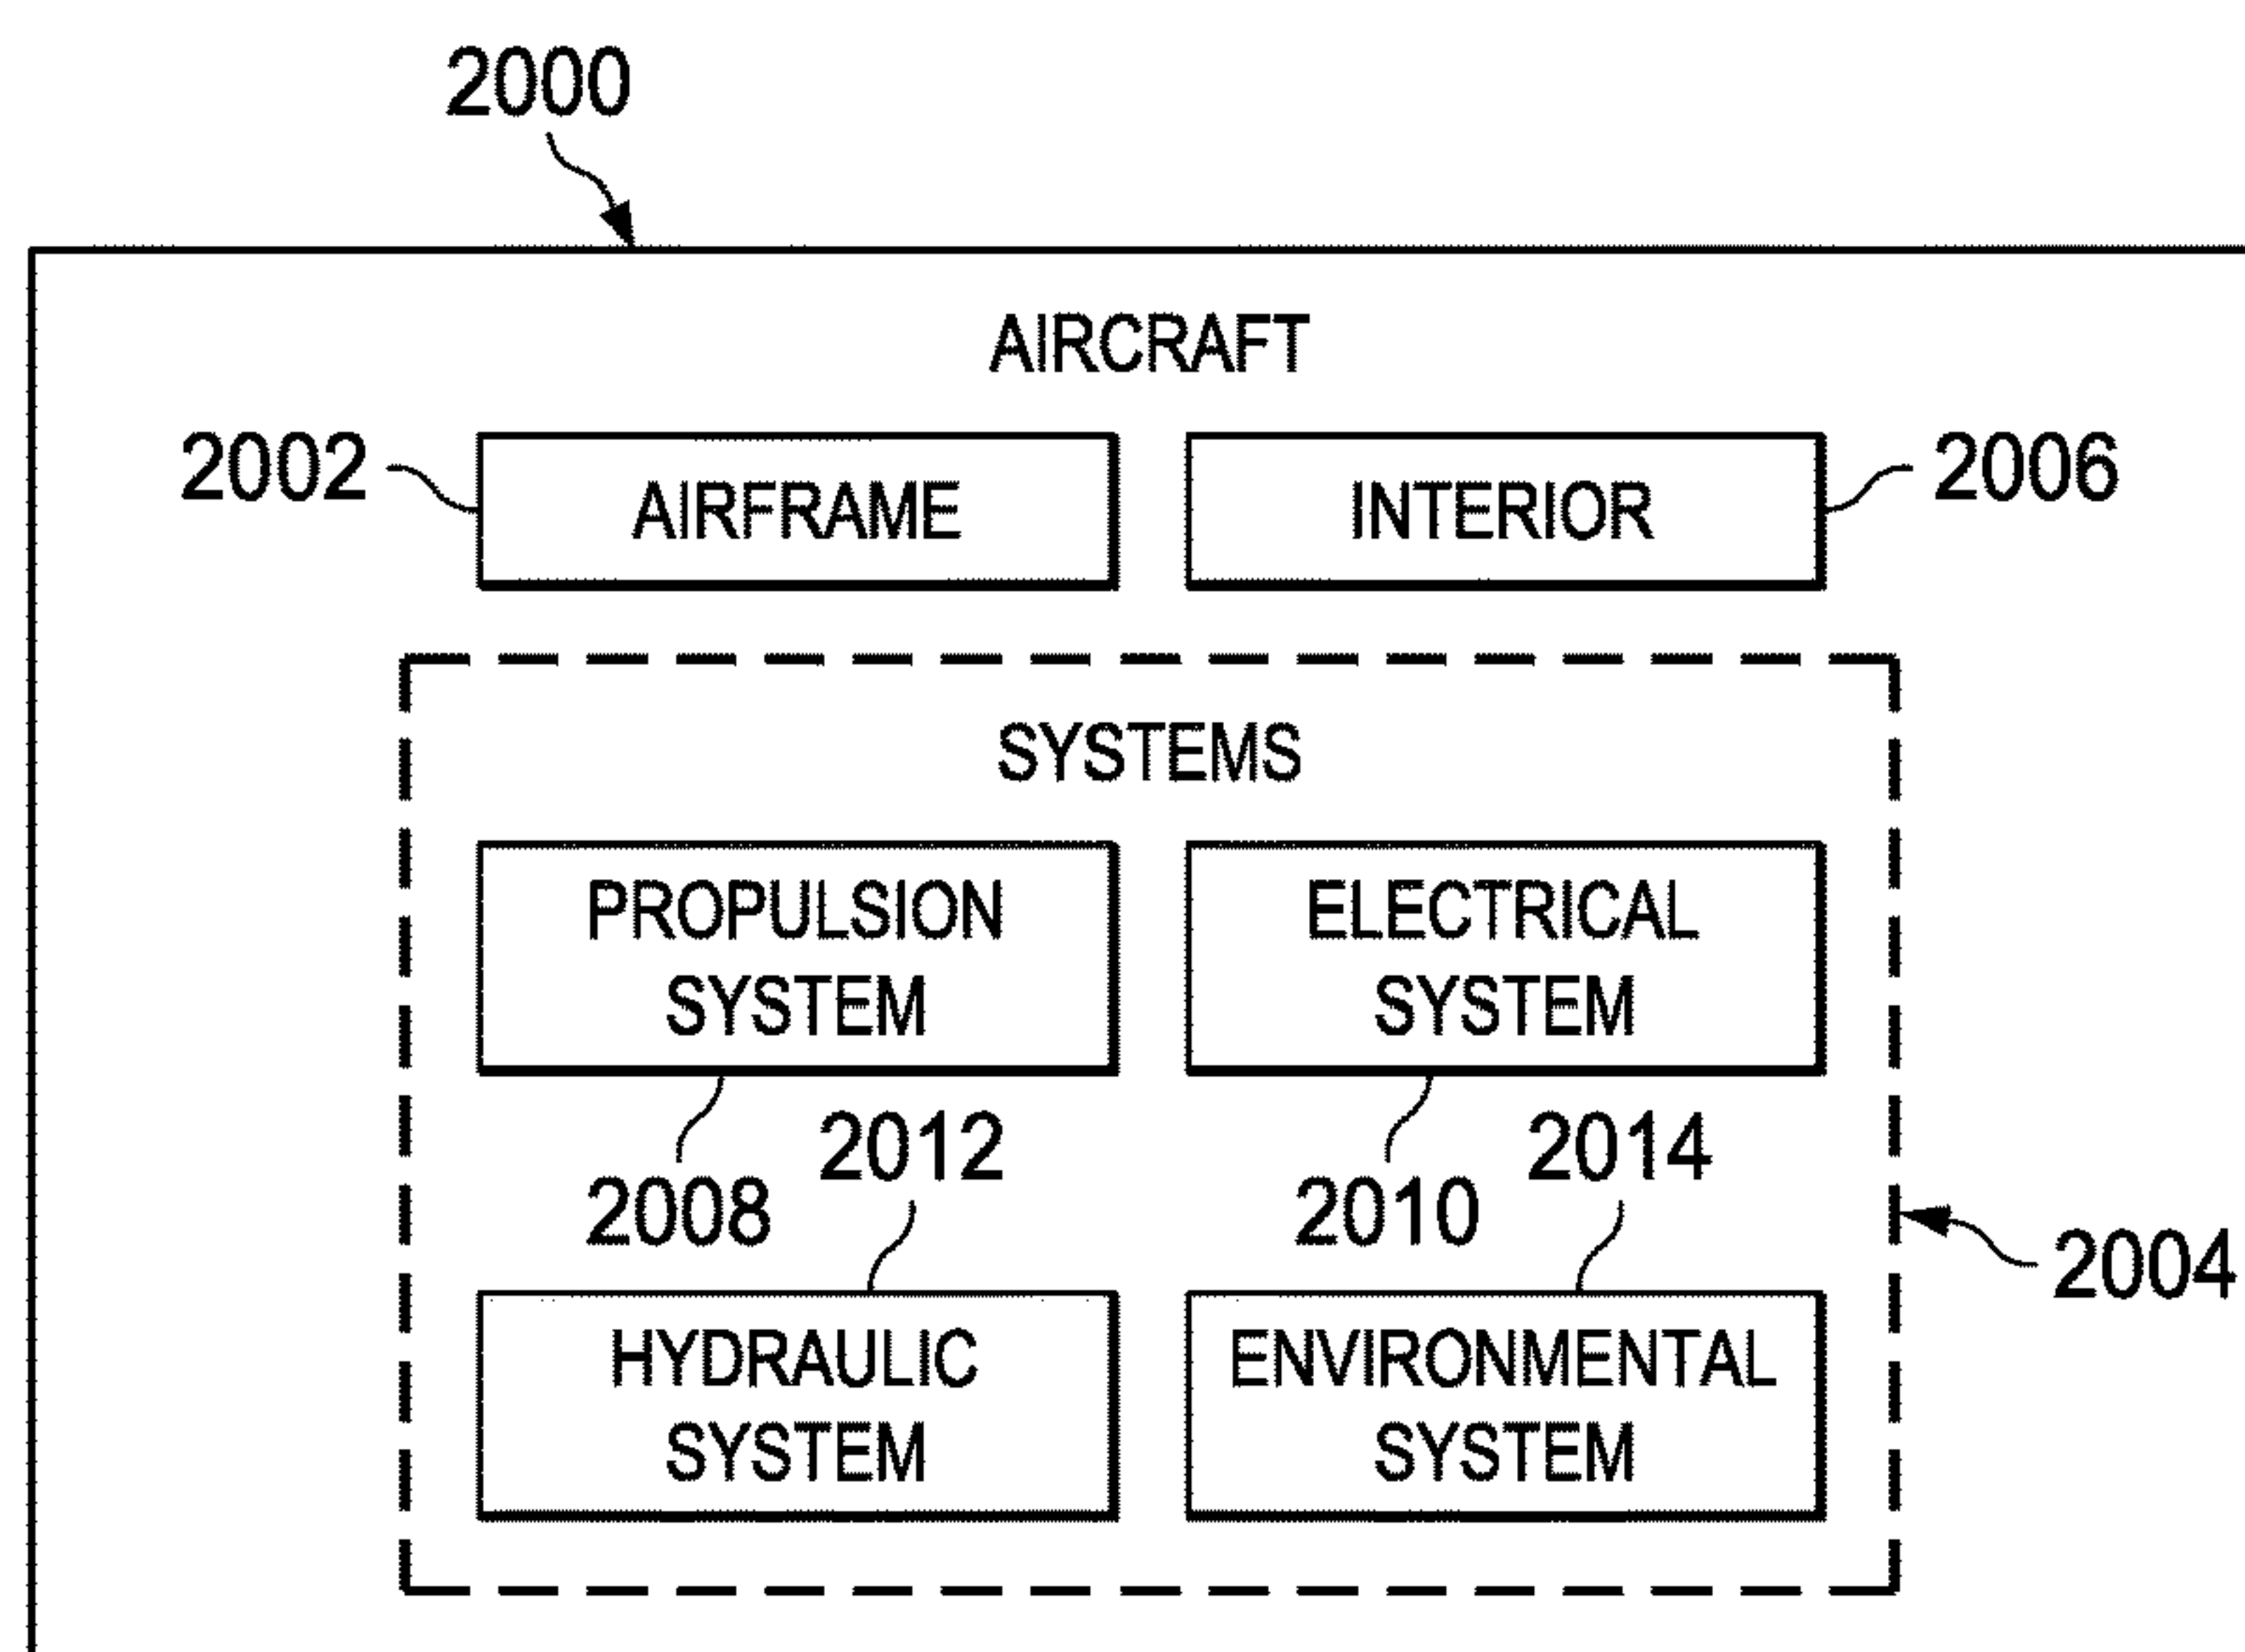 2000
AIRCRAFT
2002
AIRFRAME
INTERIOR
2006
SYSTEMS
PROPULSION
SYSTEM
ELECTRICAL
SYSTEM
2012
2014
2008
2010
2004
HYDRAULIC
SYSTEM
ENVIRONMENTAL
SYSTEM